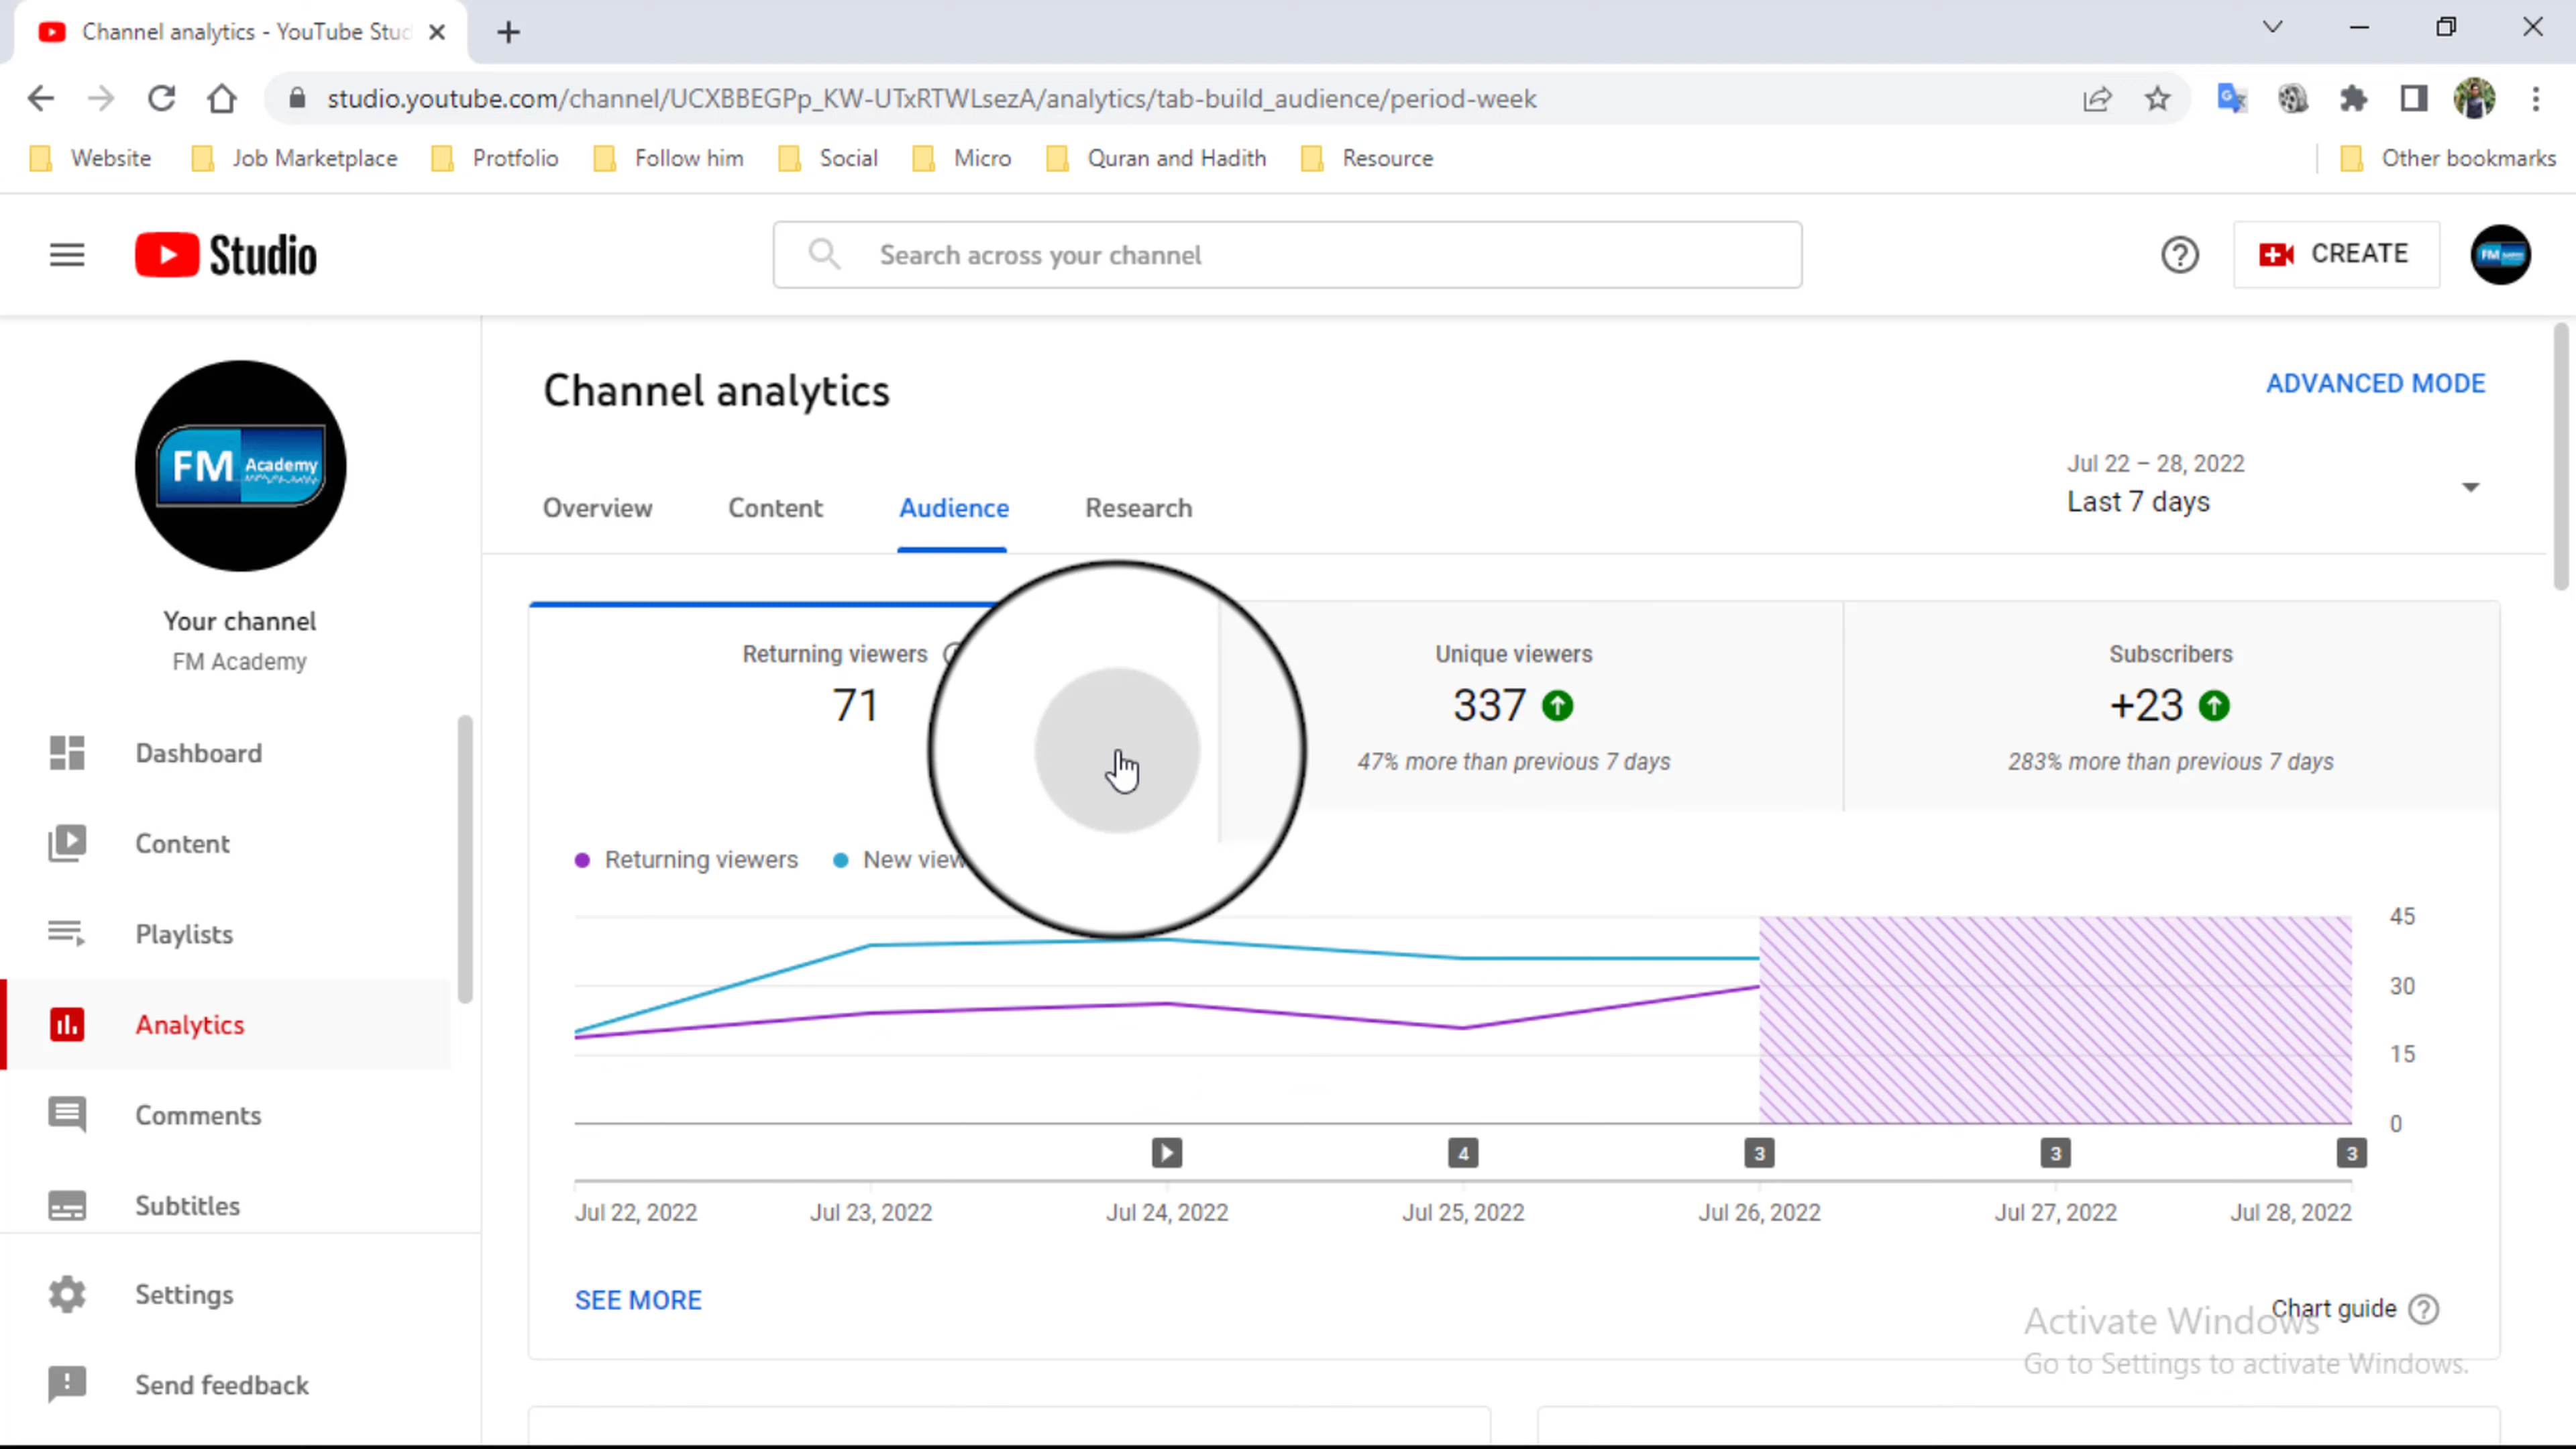 Channel analytics - YouTube Stu
studio.youtube.com/channel/UCXBBEGPp_KW-UTxRTWLsezA/analytics/tab-build_audience/period-week
Website Job Marketplace Protfolio Follow him Social Micro Quran and Hadith Resource Other bookmarks
Studio
Search across your channel
CREATE
FM Academy
Your channel
FM Academy
Dashboard
Content
Playlists
Analytics
Comments
Subtitles
Settings
Send feedback
Channel analytics
ADVANCED MODE
Jul 22 – 28, 2022
Last 7 days
Overview Content Audience Research
Returning viewers
71
Unique viewers
337
47% more than previous 7 days
Subscribers
+23
283% more than previous 7 days
Returning viewers New view
45
30
15
0
4 3 3 3
Jul 22, 2022 Jul 23, 2022 Jul 24, 2022 Jul 25, 2022 Jul 26, 2022 Jul 27, 2022 Jul 28, 2022
SEE MORE
Chart guide
Activate Windows
Go to Settings to activate Windows.